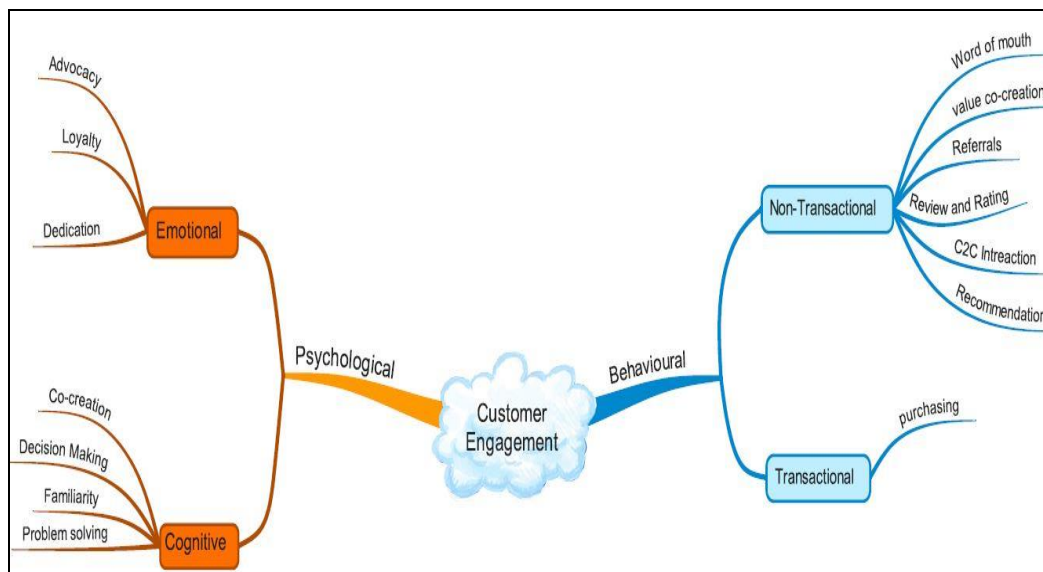 Advocacy
Loyalty
Dedication
Emotional
Psychological
Co-creation
Decision Making
Familiarity
Problem solving
Cognitive
Customer
Engagement
Behavioural
Non-Transactional
Word of mouth
value co-creation
Referrals
Review and Rating
C2C Intreaction
Recommendation
Transactional
purchasing